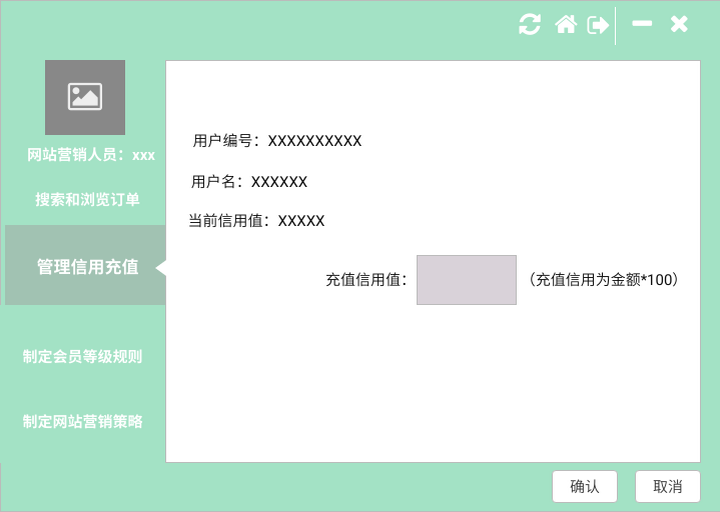 网站营销人员：xxx
搜索和浏览订单
管理信用充值
制定会员等级规则
制定网站营销策略
用户编号：XXXXXXXXXX
用户名：XXXXXX
当前信用值：XXXXX
充值信用值：
（充值信用为金额*100）
确认
取消